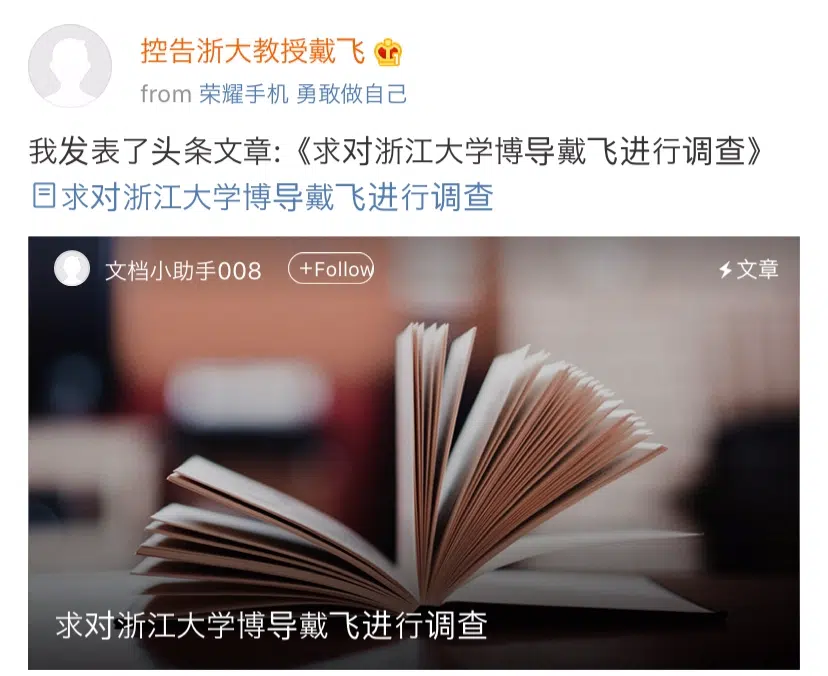 控告浙大教授戴飞
from 荣耀手机 勇敢做自己
我发表了头条文章:《求对浙江大学博导戴飞进行调查》
求对浙江大学博导戴飞进行调查
文档小助手008 +Follow 文章
求对浙江大学博导戴飞进行调查